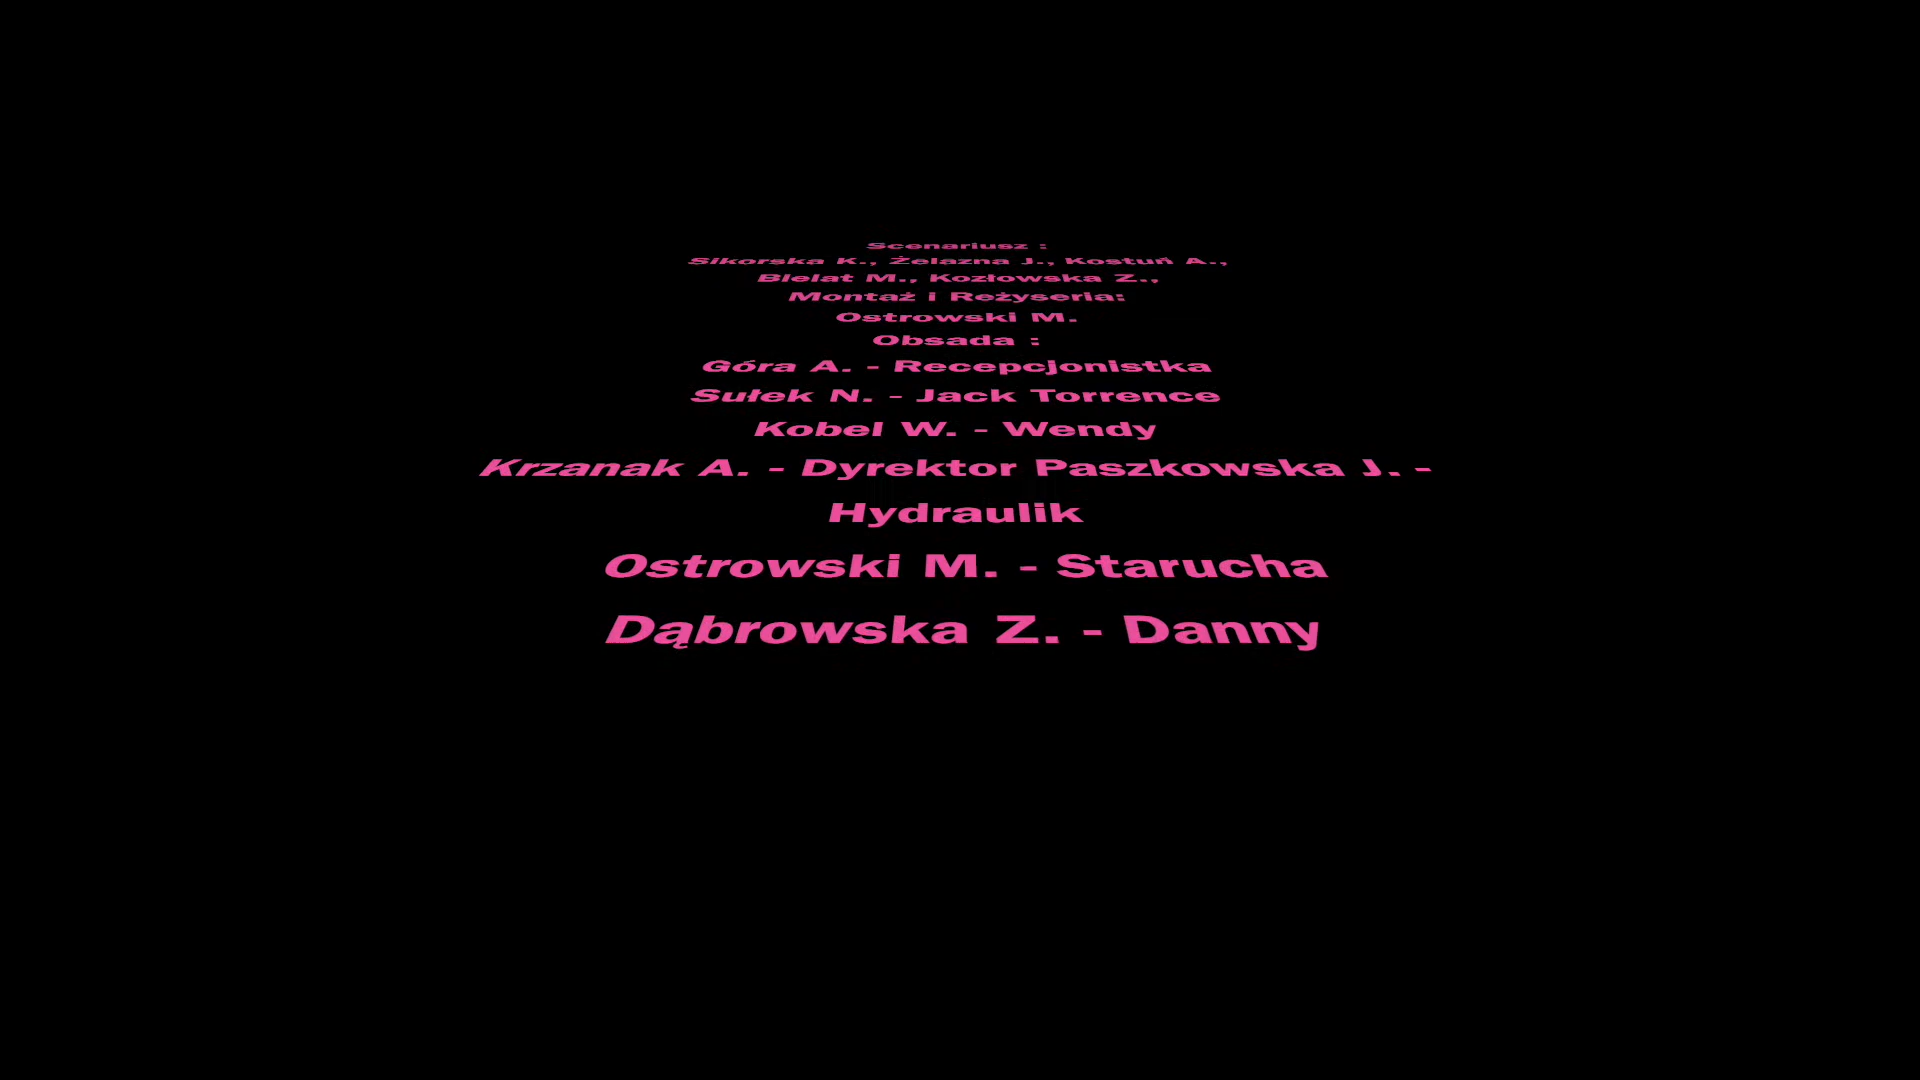 Scenariusz :
Sikorska K., Żelazna J., Kostuń A.,
Bielat M., Kozłowska Z.,
Montaż i Reżyseria:
Ostrowski M.
Obsada :
Góra A. - Recepcjonistka
Sułek N. - Jack Torrence
Kobel W. - Wendy
Krzanak A. - Dyrektor Paszkowska J. -
Hydraulik
Ostrowski M. - Starucha
Dąbrowska Z. - Danny